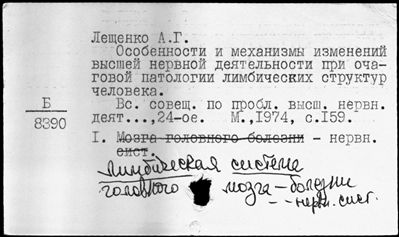 Лещенко А.Г.
Особенности и механизмы изменений
высшей нервной деятельности при оча-
говой патологии лимбических структур
человека.
Б
8390
Вс. совещ. по пробл. высш. нервн.
деят...,24-ое. М.,1974, с.159.
I. Мозга головного болезни - нервн.
сист.
Лимбическая система
головного мозга - болезни
- - нервн. сист.